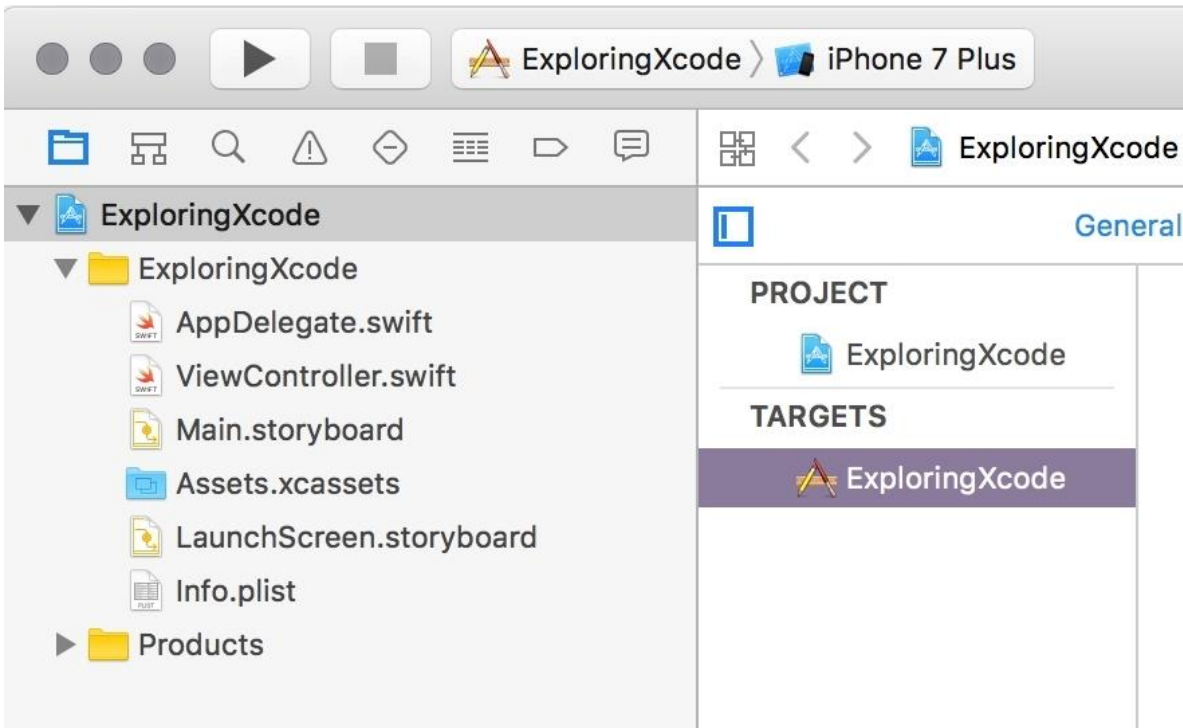 ExploringXcode > iPhone 7 Plus
ExploringXcode
General
ExploringXcode
ExploringXcode
AppDelegate.swift
ViewController.swift
Main.storyboard
Assets.xcassets
LaunchScreen.storyboard
Info.plist
Products
PROJECT
ExploringXcode
TARGETS
ExploringXcode